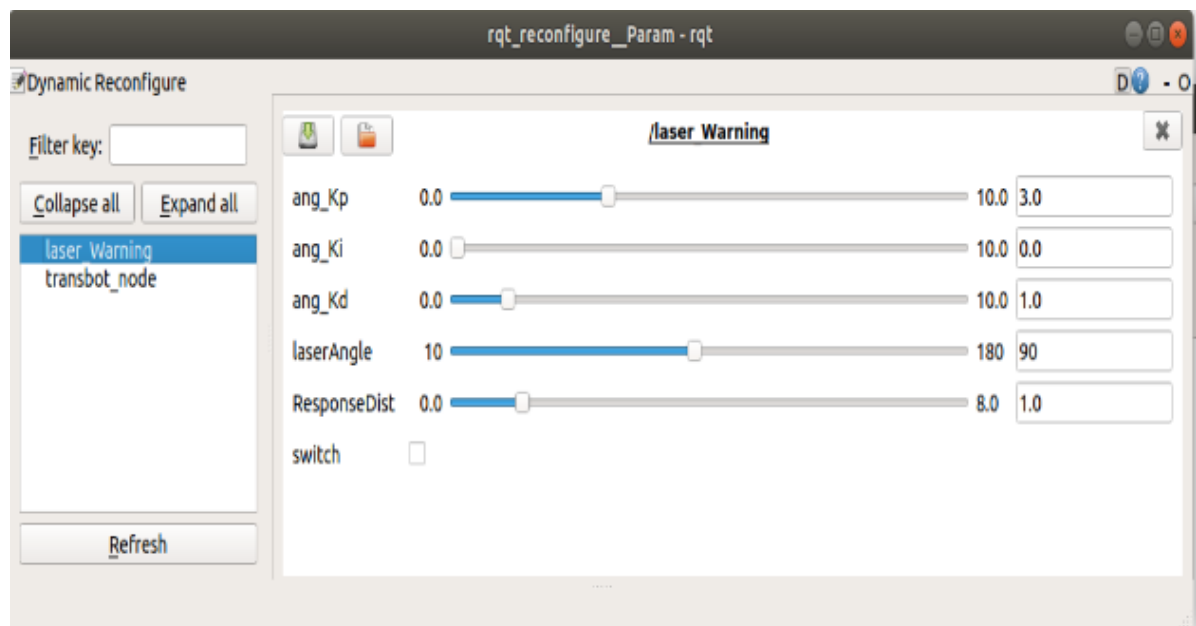 rqt_reconfigure__Param - rqt
Dynamic Reconfigure
D? - O
Filter key:
Collapse all Expand all
laser_Warning
transbot_node
Refresh
/laser_Warning
ang_Kp 0.0 10.0 3.0
ang_Ki 0.0 10.0 0.0
ang_Kd 0.0 10.0 1.0
laserAngle 10 180 90
ResponseDist 0.0 8.0 1.0
switch